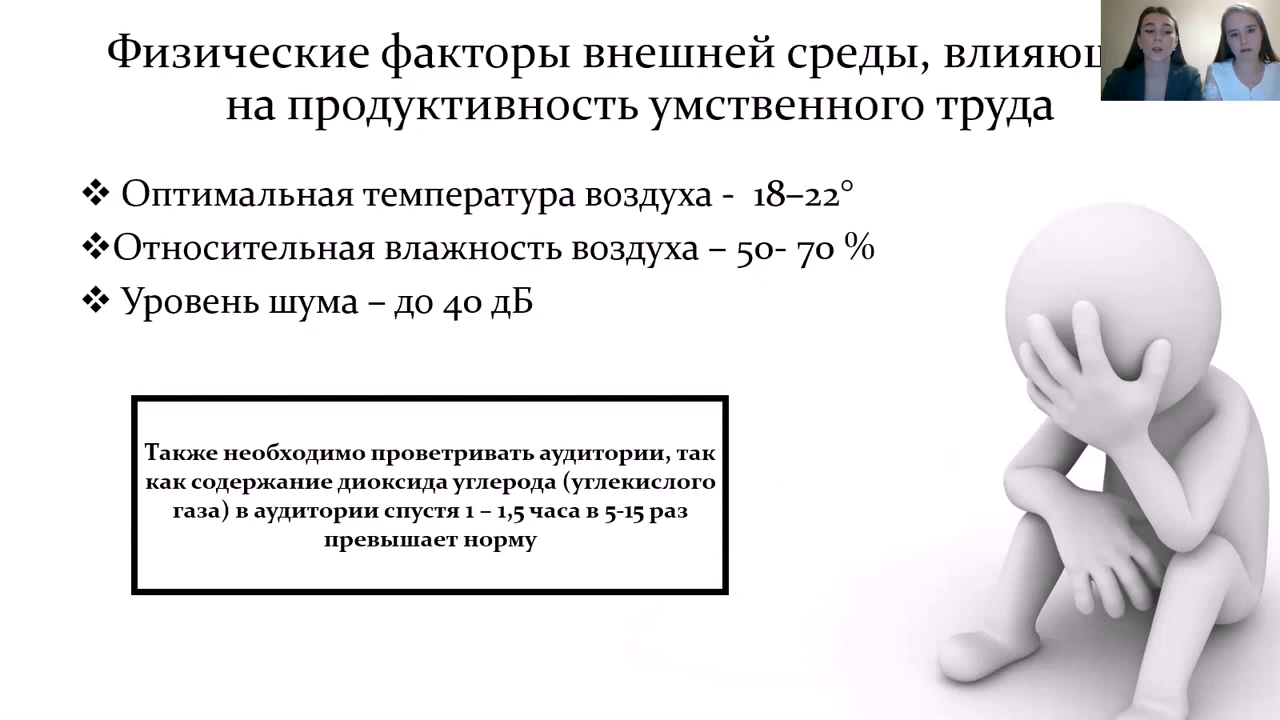 Физические факторы внешней среды, влияющ
на продуктивность умственного труда
❖ Оптимальная температура воздуха - 18–22°
❖Относительная влажность воздуха – 50- 70 %
❖ Уровень шума – до 40 дБ
Также необходимо проветривать аудитории, так
как содержание диоксида углерода (углекислого
газа) в аудитории спустя 1 – 1,5 часа в 5-15 раз
превышает норму